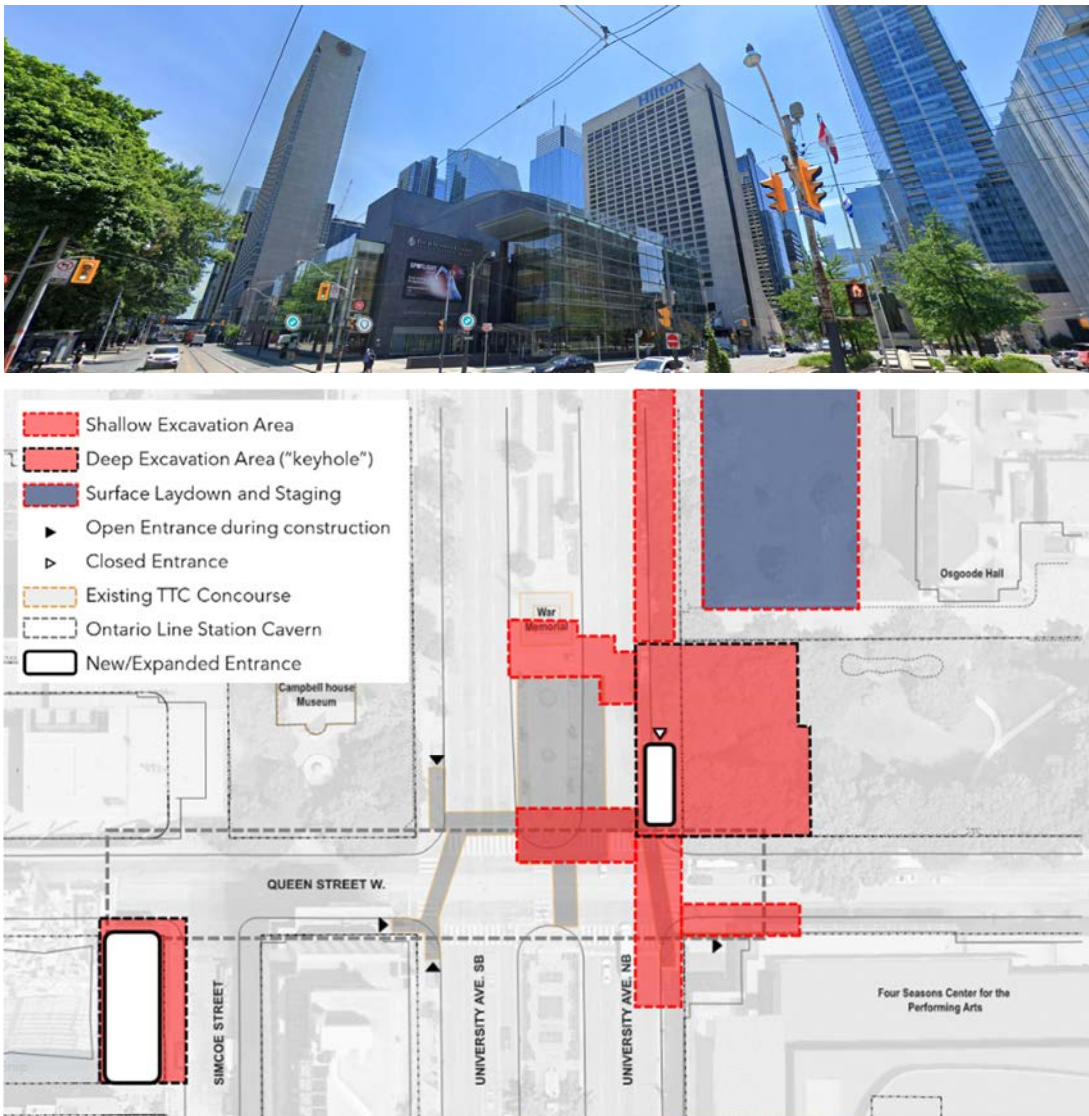 Hilton
SPOTLIGHT
Shallow Excavation Area
Deep Excavation Area ("keyhole")
Surface Laydown and Staging
Open Entrance during construction
Closed Entrance
Existing TTC Concourse
Ontario Line Station Cavern
New/Expanded Entrance
Osgoode Hall
War
Memorial
Campbell house
Museum
QUEEN STREET W.
SIMCOE STREET
UNIVERSITY AVE. SB
UNIVERSITY AVE. NB
Four Seasons Center for the
Performing Arts